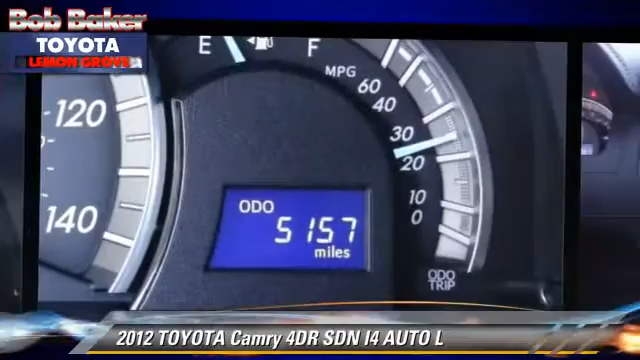 Bob Baker
TOYOTA
LEMON GROVE
E
F
MPG
60
40
30
20
10
0
120
140
ODO
5157
miles
ODO
TRIP
2012 TOYOTA Camry 4DR SDN I4 AUTO L